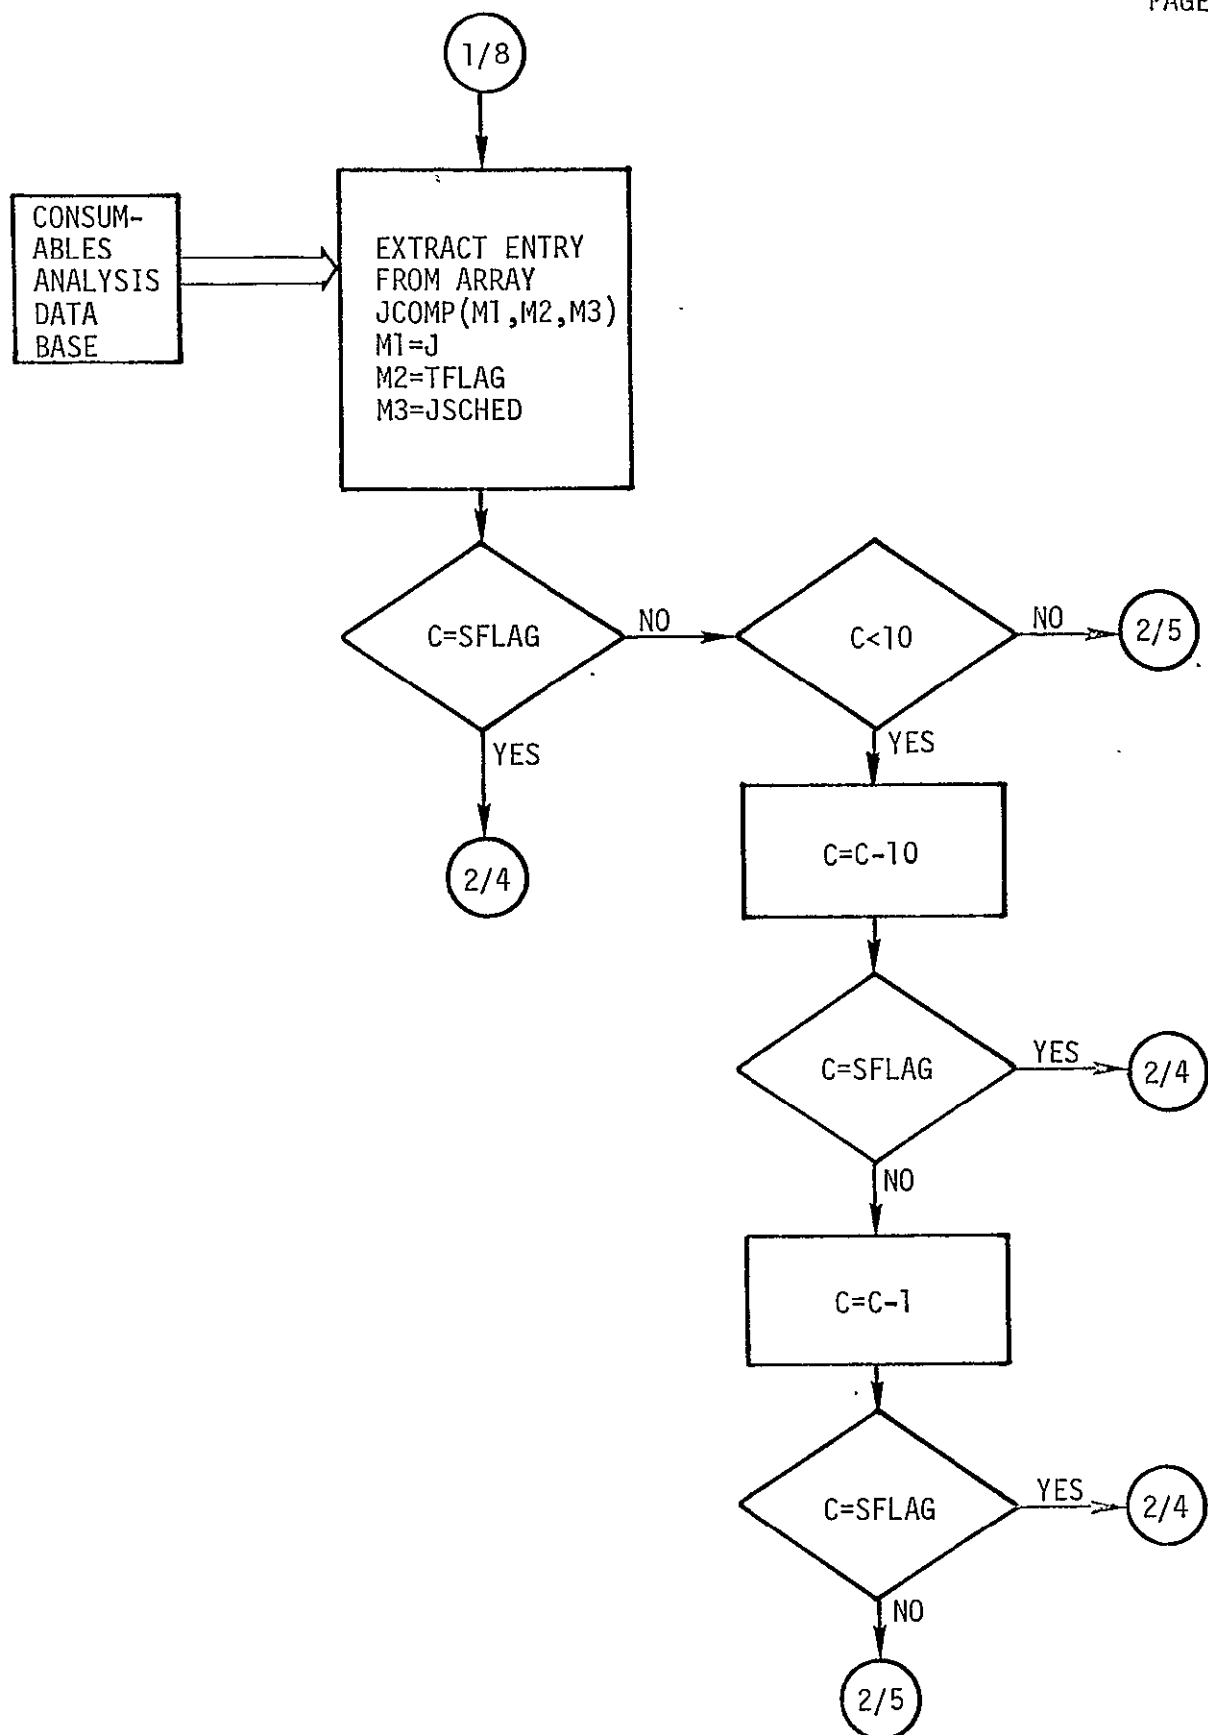 PAGE
1/8
CONSUM-
ABLES
ANALYSIS
DATA
BASE
EXTRACT ENTRY
FROM ARRAY
JCOMP(M1,M2,M3)
M1=J
M2=TFLAG
M3=JSCHED
C=SFLAG
NO
C<10
NO
2/5
YES
YES
2/4
C=C-10
C=SFLAG
YES
2/4
NO
C=C-1
C=SFLAG
YES
2/4
NO
2/5